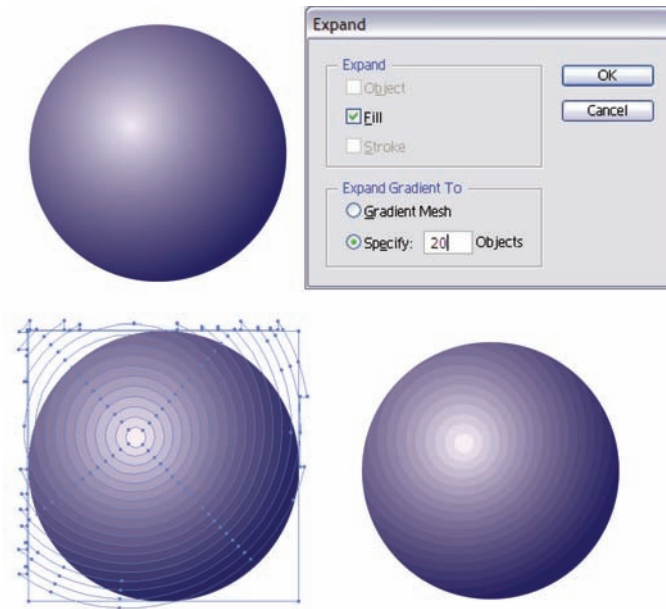 Expand
Expand
Object
Fill
Stroke
OK
Cancel
Expand Gradient To
Gradient Mesh
Specify: 20 Objects